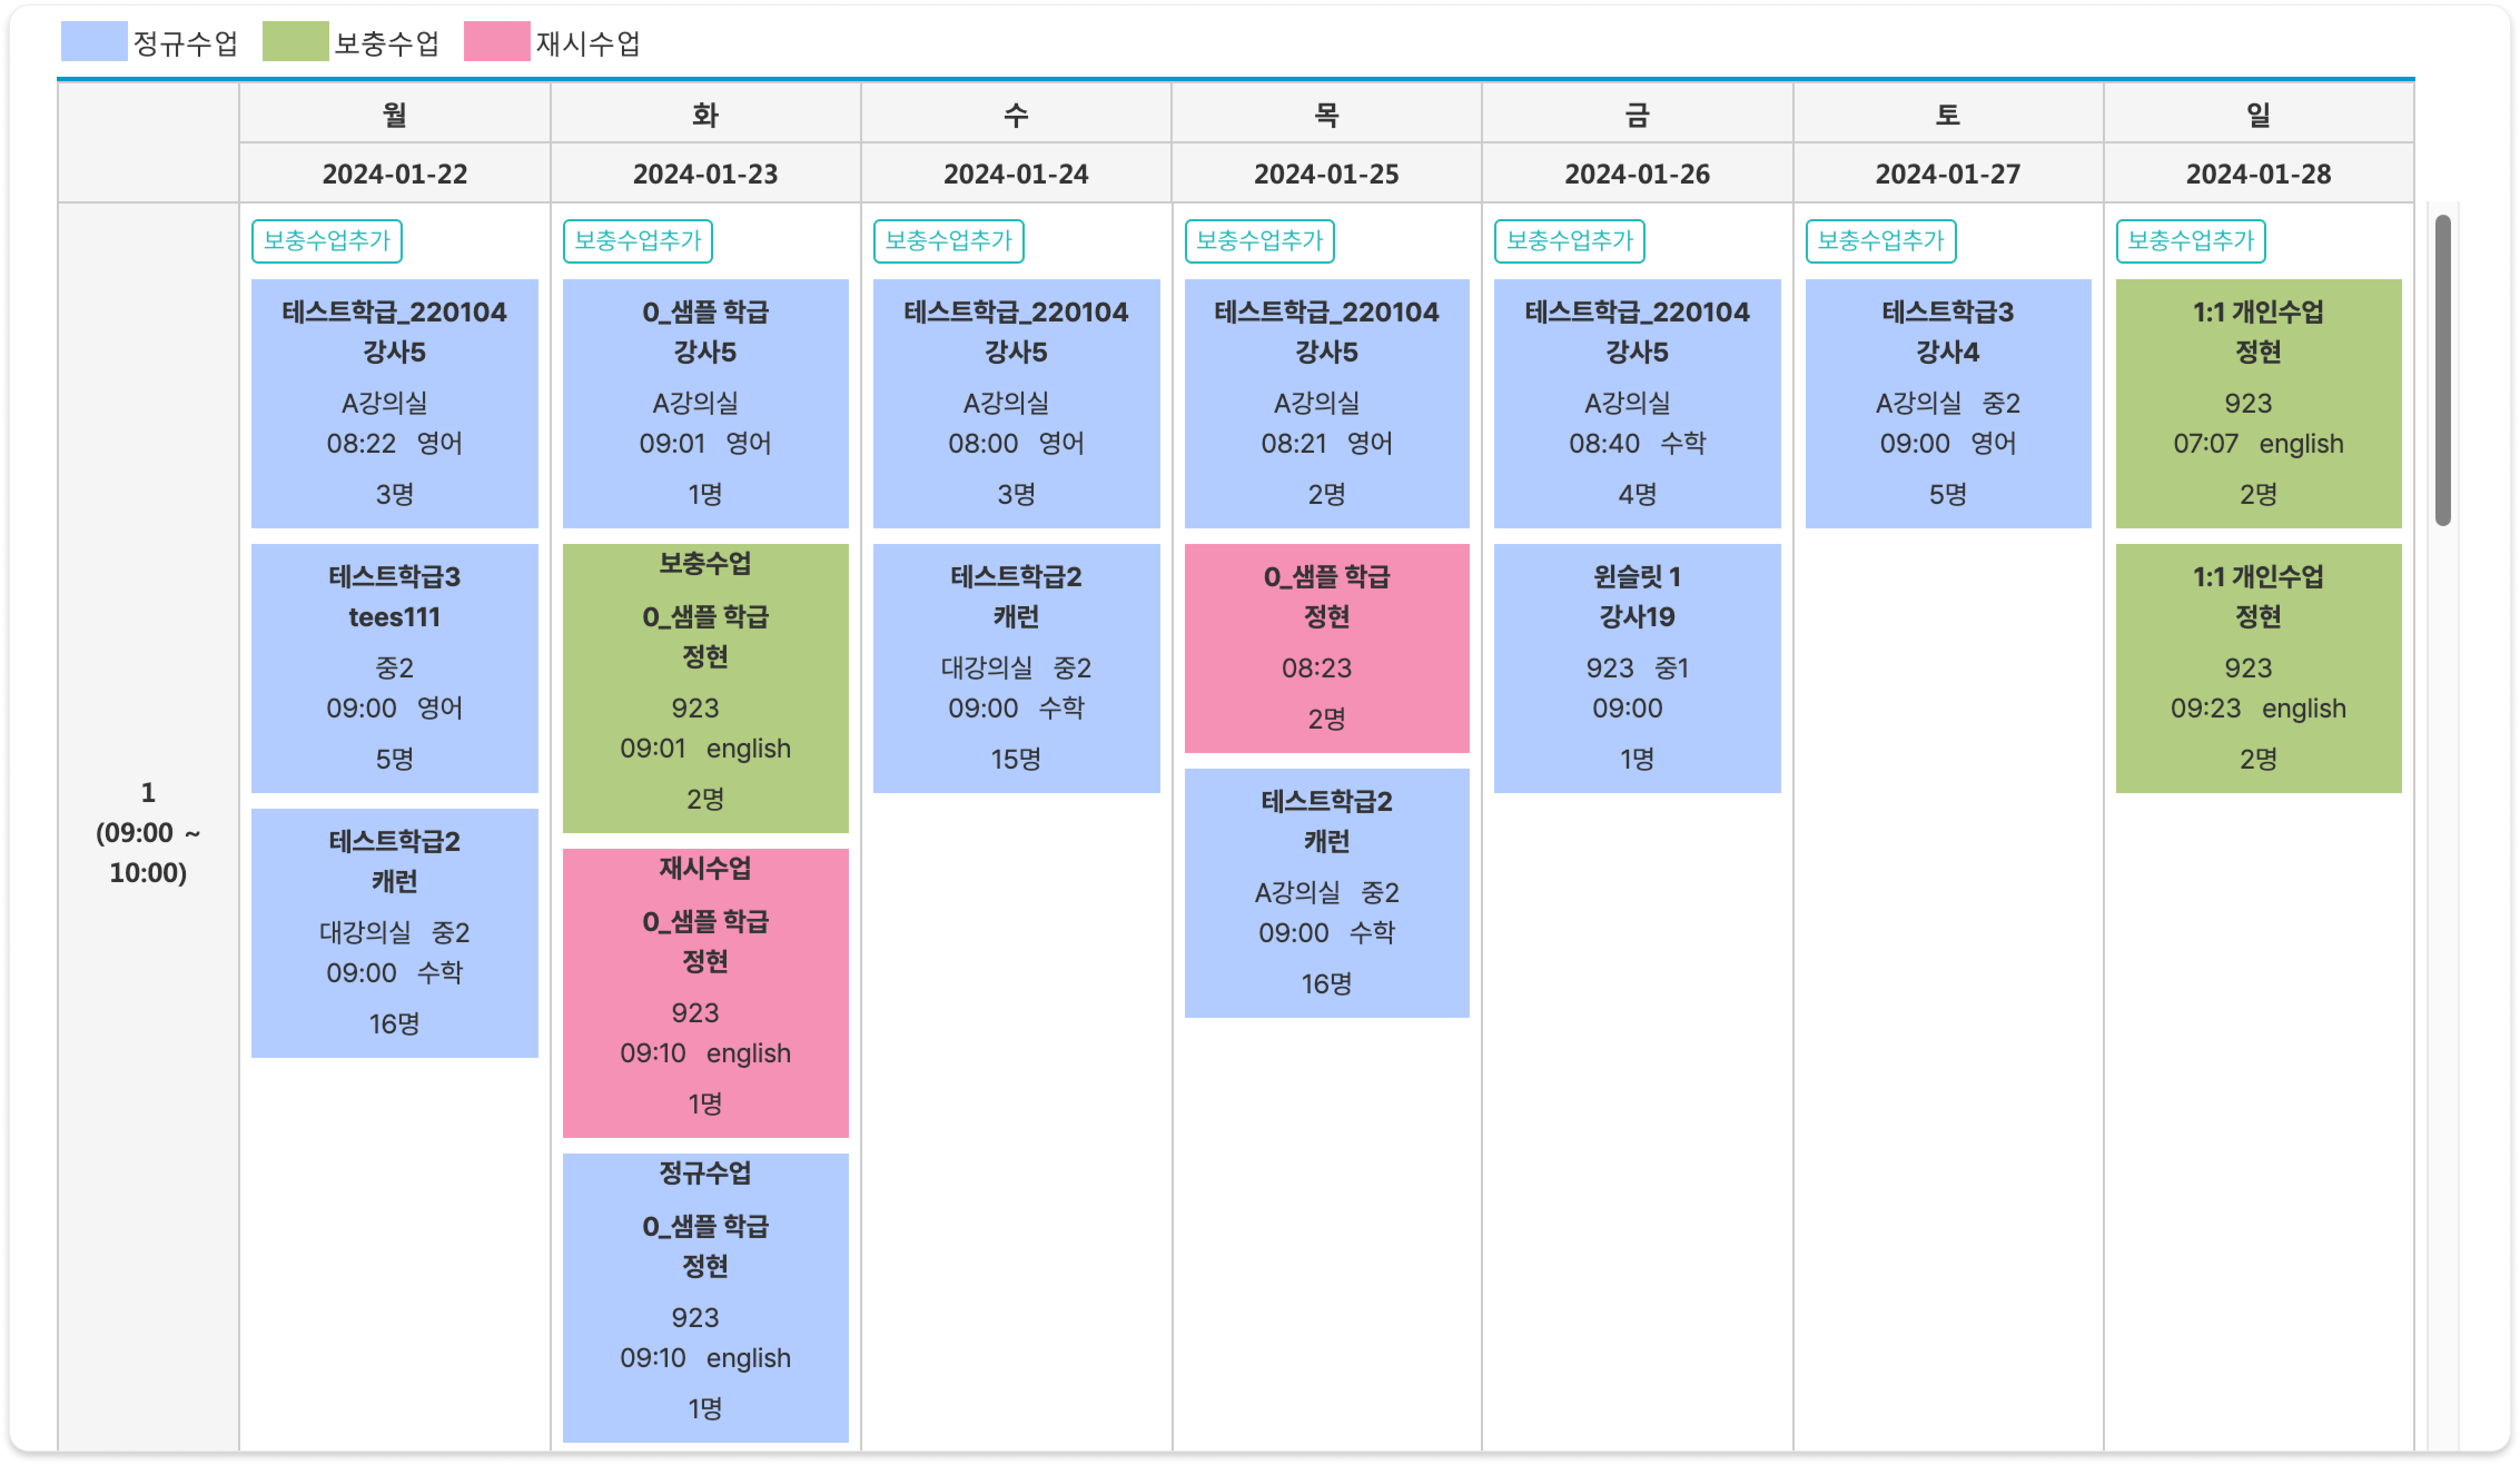 정규수업 보충수업 재시수업
월 화 수 목 금 토 일
2024-01-22 2024-01-23 2024-01-24 2024-01-25 2024-01-26 2024-01-27 2024-01-28
1
(09:00 ~
10:00)
보충수업추가
테스트학급_220104
강사5
A강의실
08:22 영어
3명
테스트학급3
tees111
중2
09:00 영어
5명
테스트학급2
캐런
대강의실 중2
09:00 수학
16명
보충수업추가
0_샘플 학급
강사5
A강의실
09:01 영어
1명
보충수업
0_샘플 학급
정현
923
09:01 english
2명
재시수업
0_샘플 학급
정현
923
09:10 english
1명
정규수업
0_샘플 학급
정현
923
09:10 english
1명
보충수업추가
테스트학급_220104
강사5
A강의실
08:00 영어
3명
테스트학급2
캐런
대강의실 중2
09:00 수학
15명
보충수업추가
테스트학급_220104
강사5
A강의실
08:21 영어
2명
0_샘플 학급
정현
08:23
2명
테스트학급2
캐런
A강의실 중2
09:00 수학
16명
보충수업추가
테스트학급_220104
강사5
A강의실
08:40 수학
4명
윈슬릿 1
강사19
923 중1
09:00
1명
보충수업추가
테스트학급3
강사4
A강의실 중2
09:00 영어
5명
보충수업추가
1:1 개인수업
정현
923
07:07 english
2명
1:1 개인수업
정현
923
09:23 english
2명